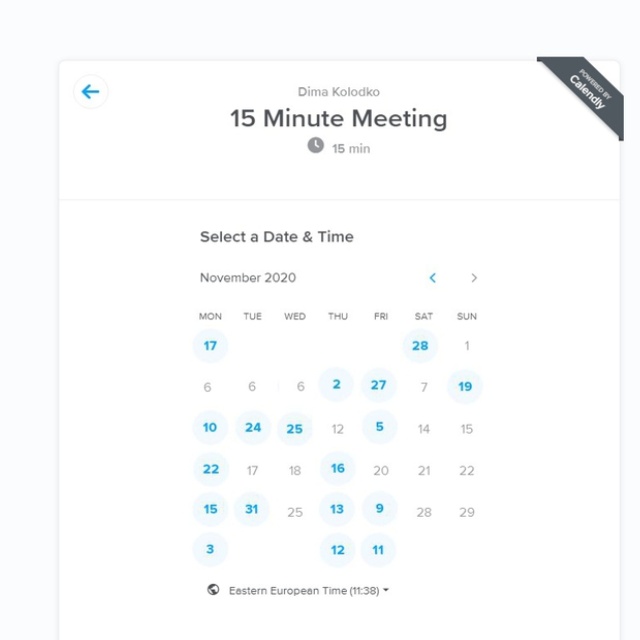 POWERED BY
Calendly
Dima Kolodko
15 Minute Meeting
15 min
Select a Date & Time
November 2020
MON TUE WED THU FRI SAT SUN
17 28 1
6 6 6 2 27 7 19
10 24 25 12 5 14 15
22 17 18 16 20 21 22
15 31 25 13 9 28 29
3 12 11
Eastern European Time (11:38)